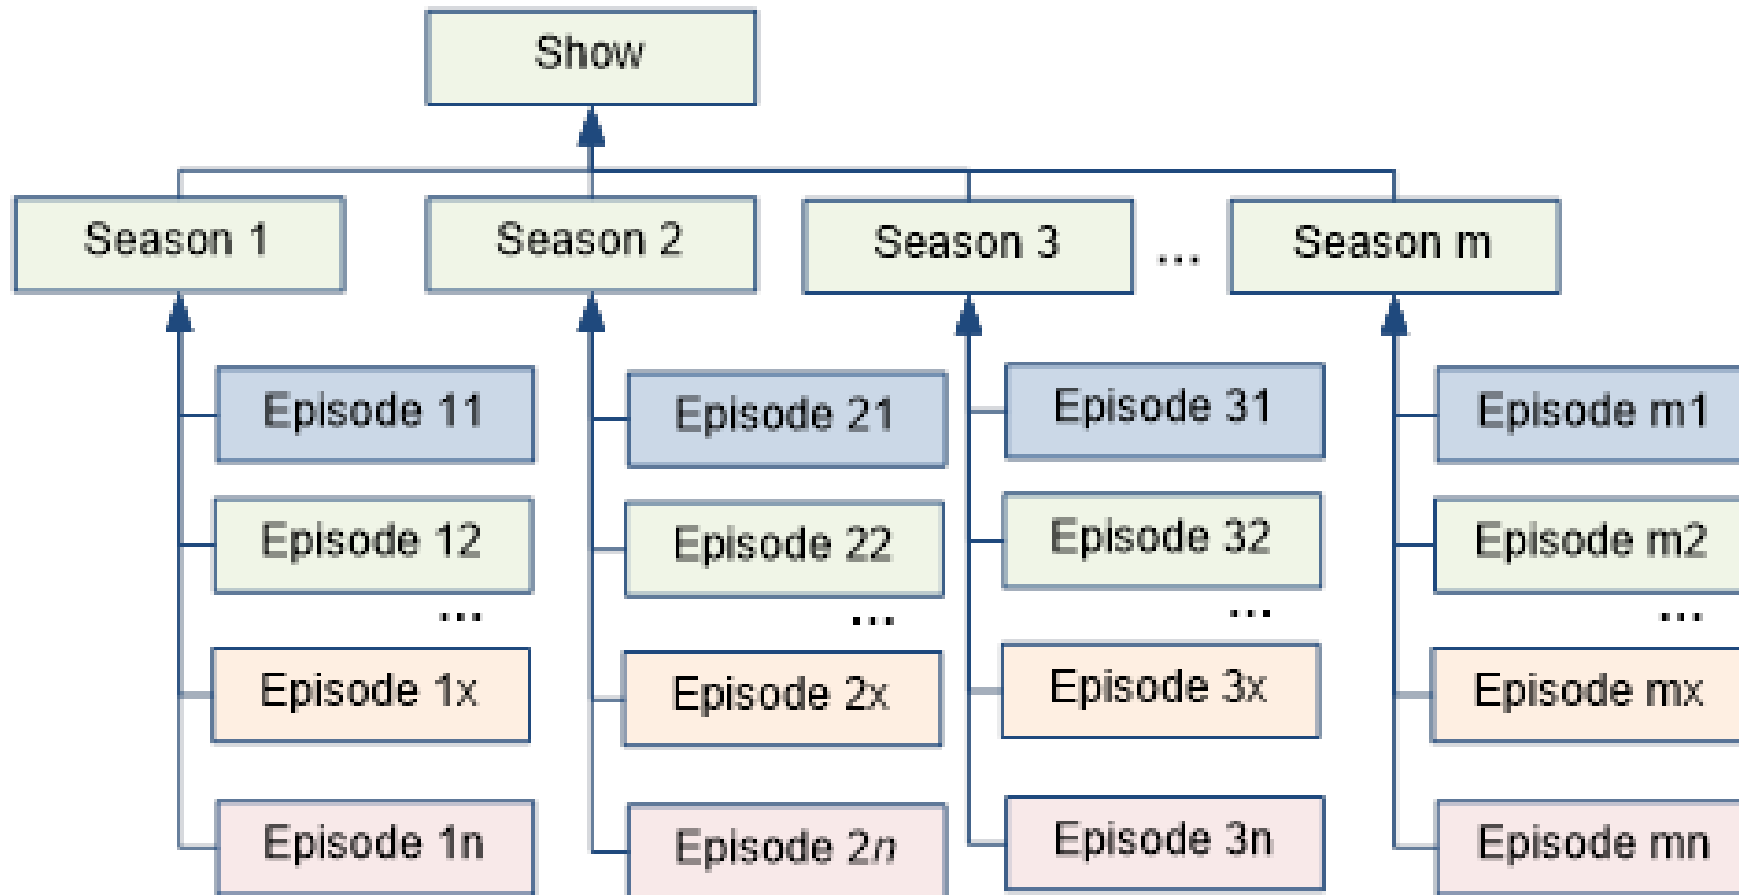 Show
Season 1
Season 2
Season 3
...
Season m
Episode 11
Episode 21
Episode 31
Episode m1
Episode 12
Episode 22
Episode 32
Episode m2
...
...
...
...
Episode 1x
Episode 2x
Episode 3x
Episode mx
Episode 1n
Episode 2n
Episode 3n
Episode mn